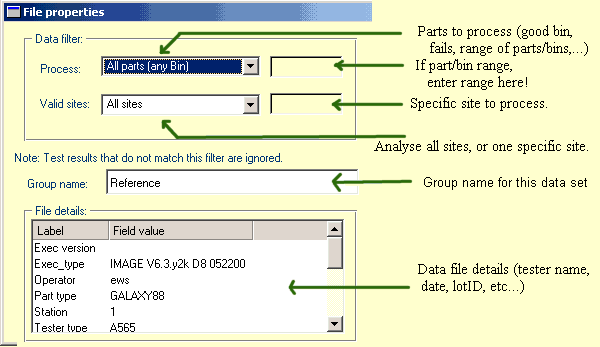 File properties
Data filter:
Parts to process (good bin,
fails, range of parts/bins,...)
Process:
All parts (any Bin)
If part/bin range,
enter range here!
Valid sites:
All sites
Specific site to process.
Analyse all sites, or one specific site.
Note: Test results that do not match this filter are ignored.
Group name:
Reference
Group name for this data set
File details:
Label Field value
Exec version
Exec_type IMAGE V6.3.y2k D8 052200
Operator ews
Part type GALAXY88
Station 1
Tester type A565
Data file details (tester name,
date, lotID, etc...)